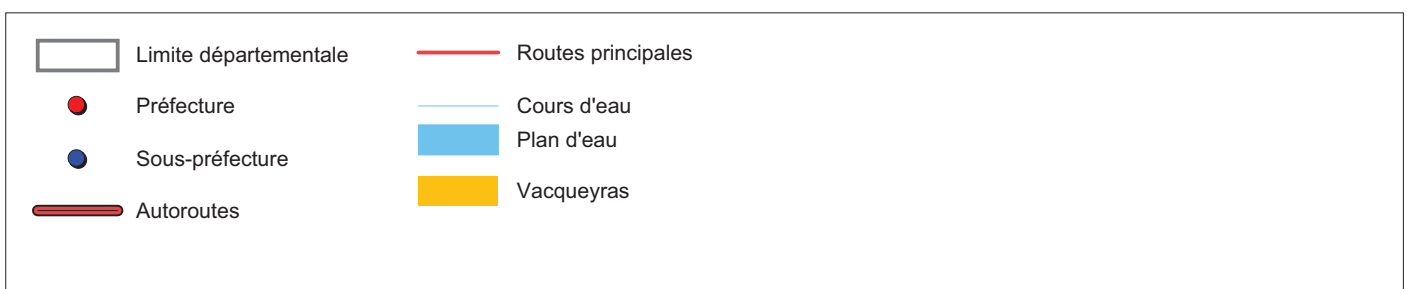 Limite départementale
Préfecture
Sous-préfecture
Autoroutes
Routes principales
Cours d'eau
Plan d'eau
Vacqueyras